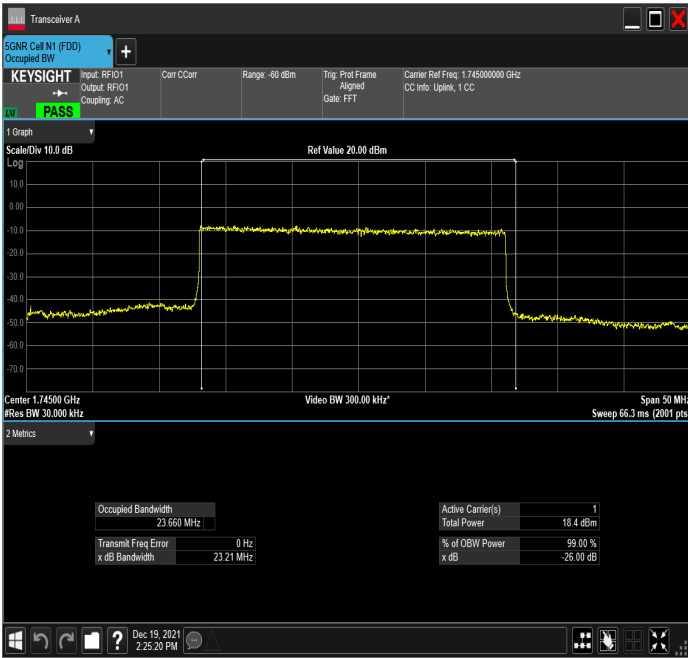 Transceiver A
5GNR Cell N1 (FDD)
Occupied BW
KEYSIGHT
PASS
Input: RFIO1
Output: RFIO1
Coupling: AC
Corr CCorr
Range: -60 dBm
Trig: Prot Frame
Aligned
Gate: FFT
Carrier Ref Freq: 1.745000000 GHz
CC Info: Uplink, 1 CC
1 Graph
Scale/Div 10.0 dB
Ref Value 20.00 dBm
Log
10.0
0.00
-10.0
-20.0
-30.0
-40.0
-50.0
-60.0
-70.0
Center 1.74500 GHz
Video BW 300.00 kHz*
Span 50 MHz
#Res BW 30.000 kHz
Sweep 66.3 ms (2001 pts
2 Metrics
Occupied Bandwidth
23.660 MHz
Transmit Freq Error 0 Hz
x dB Bandwidth 23.21 MHz
Active Carrier(s) 1
Total Power 18.4 dBm
% of OBW Power 99.00 %
x dB -26.00 dB
?
Dec 19, 2021
2:25:20 PM